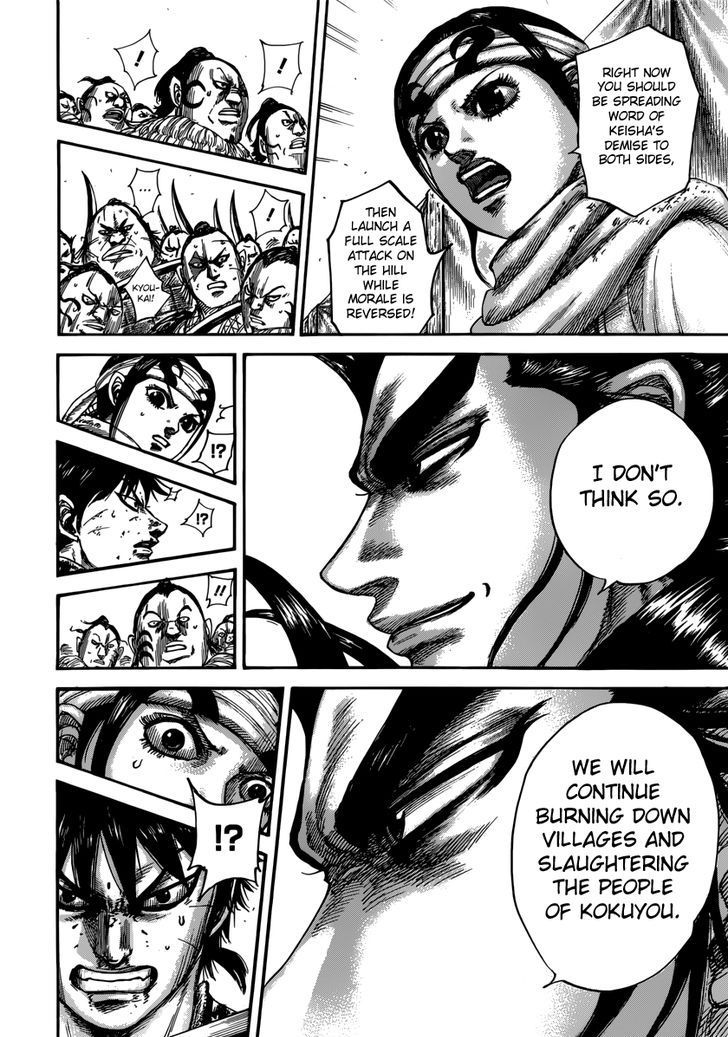 RIGHT NOW
YOU SHOULD
BE SPREADING
WORD OF
KEISHA'S
DEMISE TO
BOTH SIDES,
THEN
LAUNCH A
FULL SCALE
ATTACK ON
THE HILL
WHILE
MORALE IS
REVERSED!
!
!
!
...
KYOU-
KAI!
I DON'T
THINK SO.
!?
!?
!!
WE WILL
CONTINUE
BURNING DOWN
VILLAGES AND
SLAUGHTERING
THE PEOPLE
OF KOKUYOU.
!?